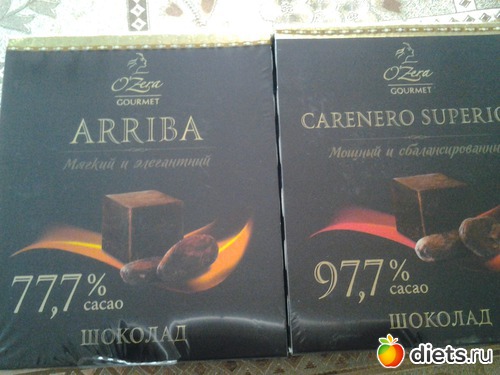 O'Zera
GOURMET
ARRIBA
Мягкий и элегантный
77,7%
cacao
ШОКОЛАД
O'Zera
GOURMET
CARENERO SUPERIO
Мощный и сбалансированны
97,7%
cacao
ШОКОЛАД
diets.ru